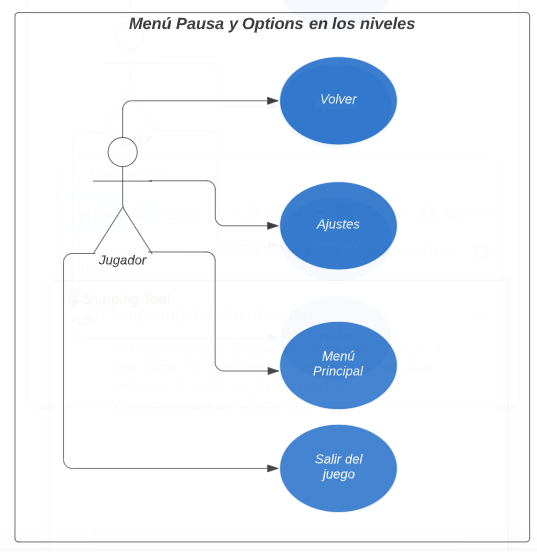 Menú Pausa y Options en los niveles
Volver
Ajustes
Jugador
Snipping Tool
Menú
Principal
Salir del
juego